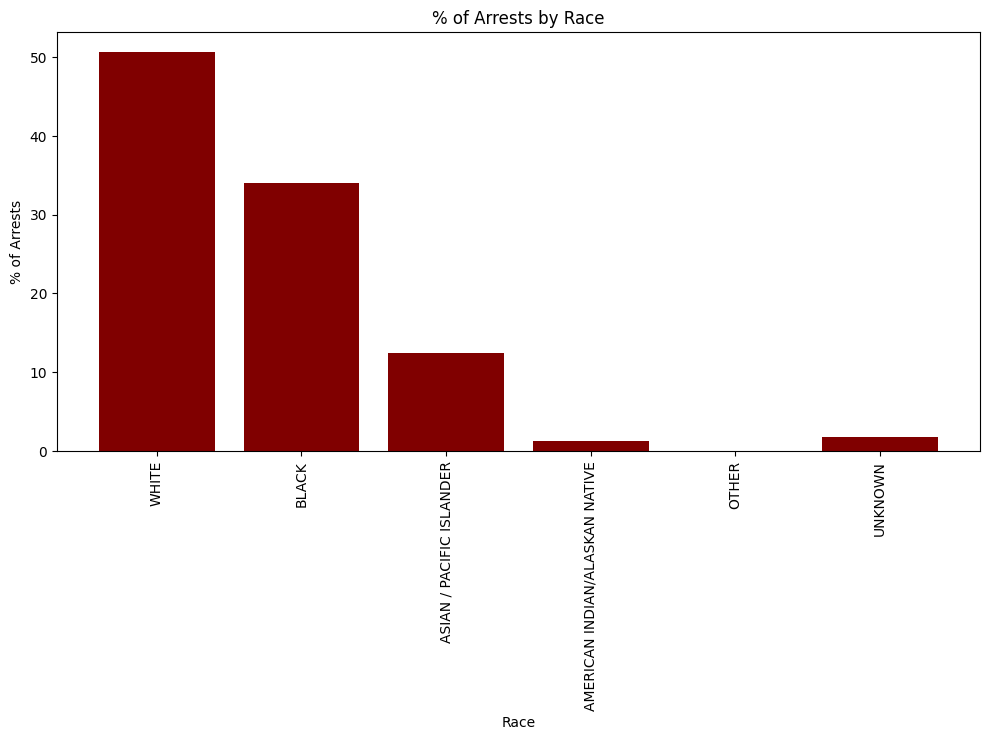 % of Arrests by Race
% of Arrests
50
40
30
20
10
0
WHITE
BLACK
ASIAN / PACIFIC ISLANDER
AMERICAN INDIAN/ALASKAN NATIVE
OTHER
UNKNOWN
Race